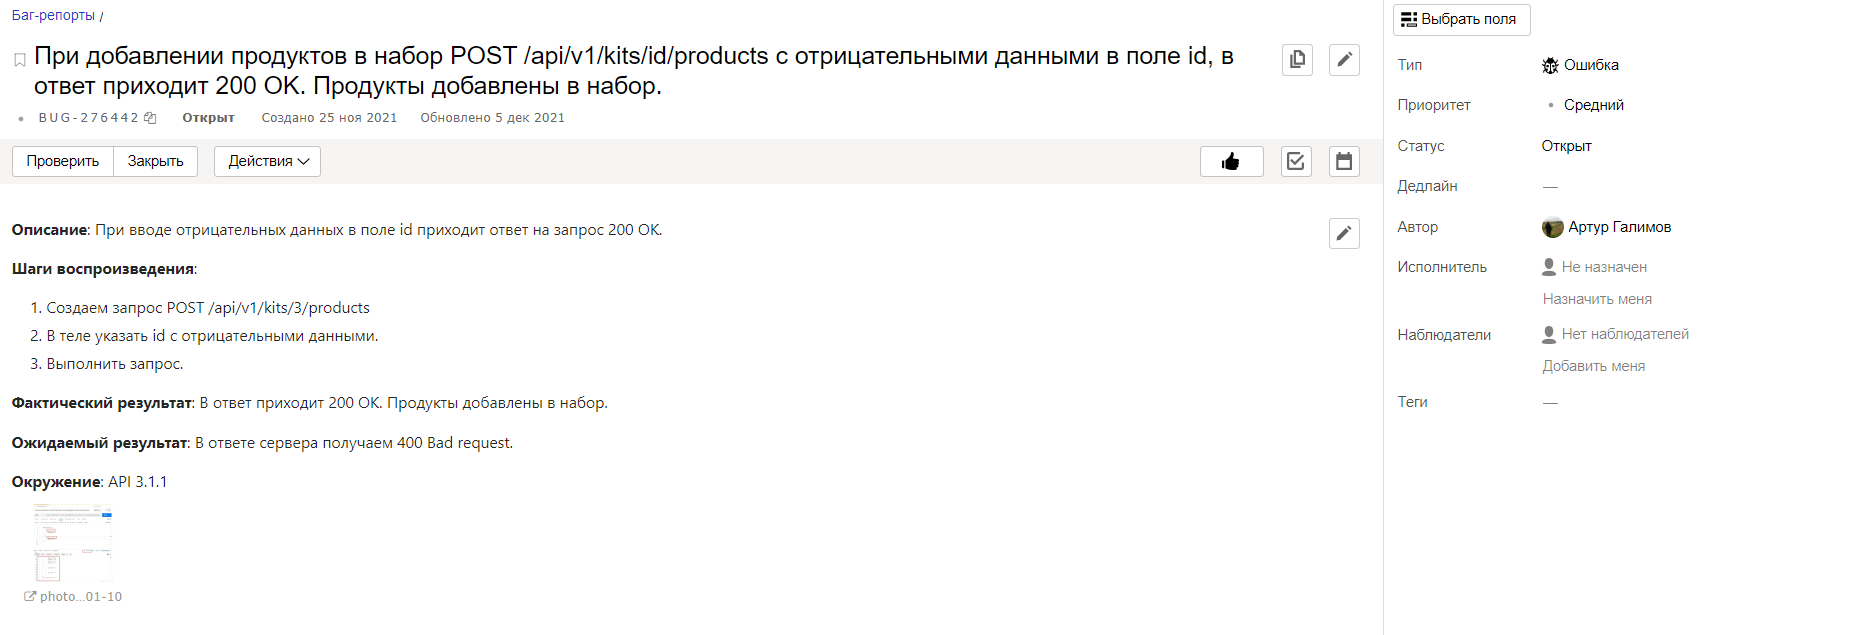 Баг-репорты /
При добавлении продуктов в набор POST /api/v1/kits/id/products с отрицательными данными в поле id, в
ответ приходит 200 OK. Продукты добавлены в набор.
BUG-276442 Открыт Создано 25 ноя 2021 Обновлено 5 дек 2021
Проверить Закрыть Действия
Описание: При вводе отрицательных данных в поле id приходит ответ на запрос 200 OK.
Шаги воспроизведения:
1. Создаем запрос POST /api/v1/kits/3/products
2. В теле указать id с отрицательными данными.
3. Выполнить запрос.
Фактический результат: В ответ приходит 200 OK. Продукты добавлены в набор.
Ожидаемый результат: В ответе сервера получаем 400 Bad request.
Окружение: API 3.1.1
photo...01-10
Выбрать поля
Тип Ошибка
Приоритет Средний
Статус Открыт
Дедлайн —
Автор Артур Галимов
Исполнитель Не назначен
Назначить меня
Наблюдатели Нет наблюдателей
Добавить меня
Теги —